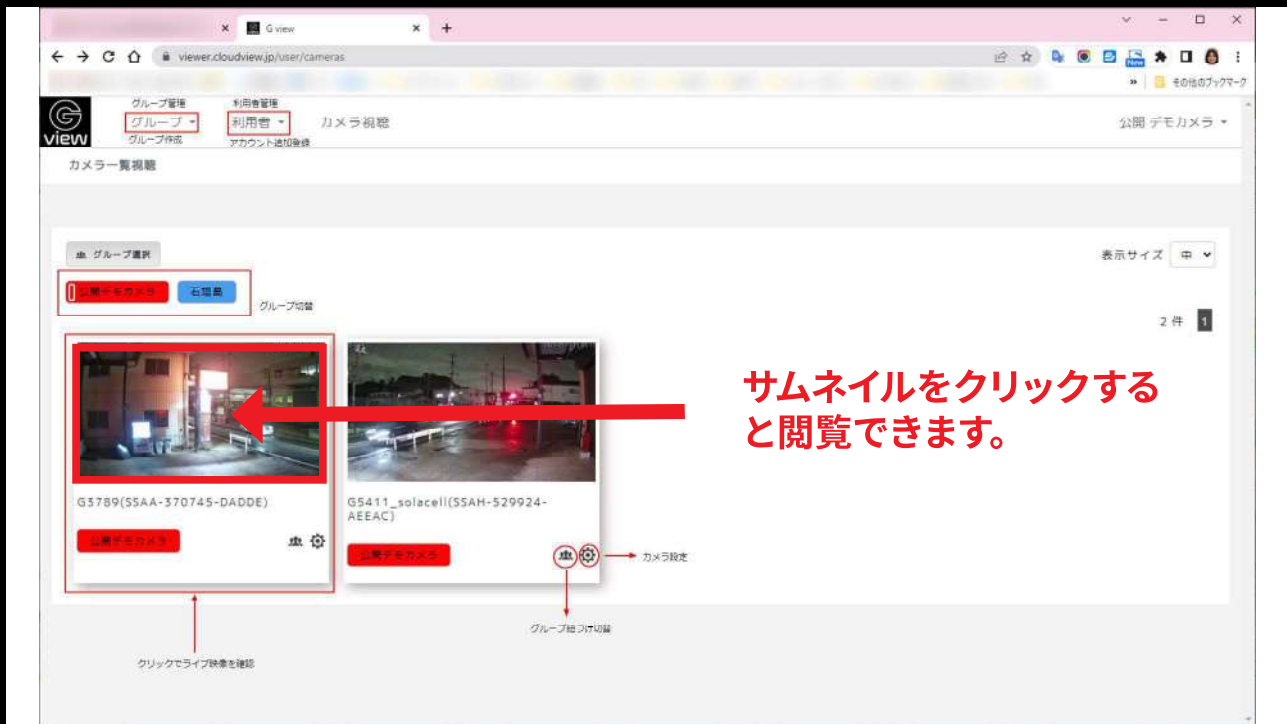 G view
viewer.cloudview.jp/user/cameras
New
その他のブックマーク
グループ管理
利用者管理
G view
グループ
利用者
カメラ視聴
公開 デモカメラ
グループ作成
アカウント追加登録
カメラ一覧視聴
グループ選択
表示サイズ 中
公開デモカメラ
石垣島
グループ切替
2 件 1
サムネイルをクリックする
と閲覧できます。
G3789(SSAA-370745-DADDE)
G5411_solacell(SSAH-529924-
AEEAC)
公開デモカメラ
公開デモカメラ
カメラ設定
グループ紐づけ切替
クリックでライブ映像を確認